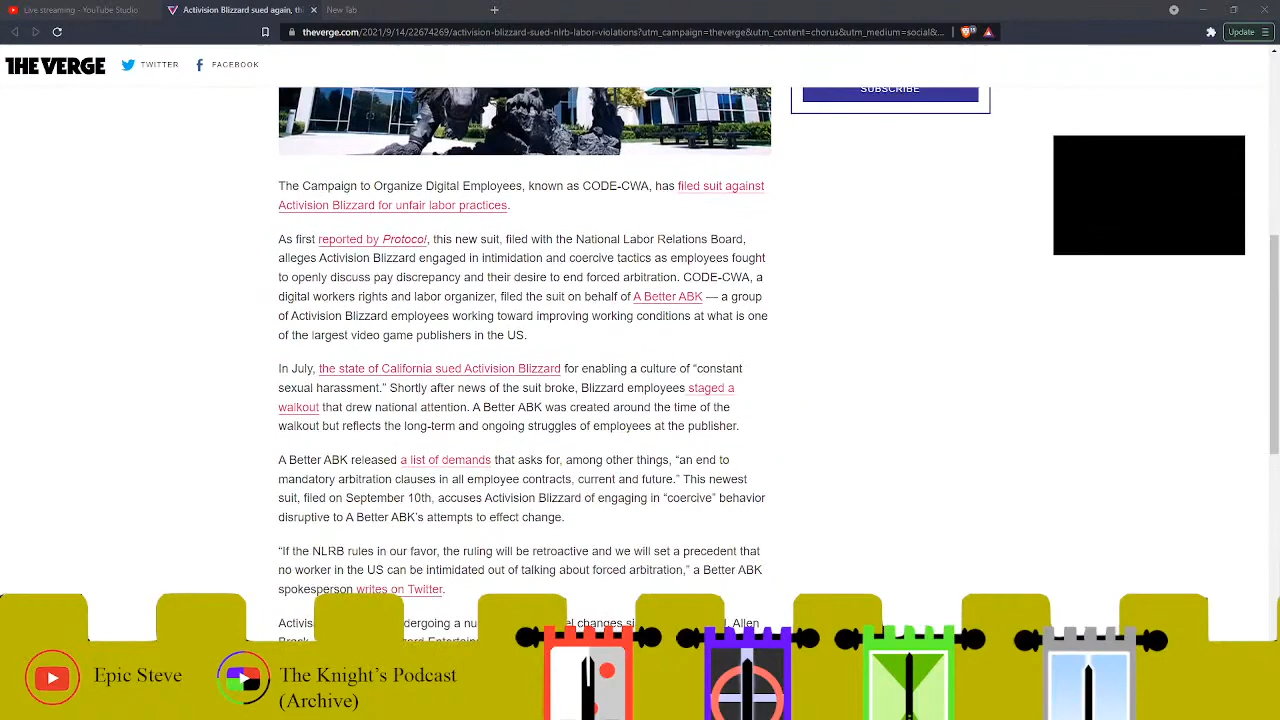 Live streaming - YouTube Studio
Activision Blizzard sued again, th
New Tab
theverge.com/2021/9/14/22674269/activision-blizzard-sued-nlrb-labor-violations?utm_campaign=theverge&utm_content=chorus&utm_medium=social&...
Update
THE VERGE
TWITTER
FACEBOOK
SUBSCRIBE
The Campaign to Organize Digital Employees, known as CODE-CWA, has filed suit against
Activision Blizzard for unfair labor practices.
As first reported by Protocol, this new suit, filed with the National Labor Relations Board,
alleges Activision Blizzard engaged in intimidation and coercive tactics as employees fought
to openly discuss pay discrepancy and their desire to end forced arbitration. CODE-CWA, a
digital workers rights and labor organizer, filed the suit on behalf of A Better ABK — a group
of Activision Blizzard employees working toward improving working conditions at what is one
of the largest video game publishers in the US.
In July, the state of California sued Activision Blizzard for enabling a culture of “constant
sexual harassment.” Shortly after news of the suit broke, Blizzard employees staged a
walkout that drew national attention. A Better ABK was created around the time of the
walkout but reflects the long-term and ongoing struggles of employees at the publisher.
A Better ABK released a list of demands that asks for, among other things, “an end to
mandatory arbitration clauses in all employee contracts, current and future.” This newest
suit, filed on September 10th, accuses Activision Blizzard of engaging in “coercive” behavior
disruptive to A Better ABK’s attempts to effect change.
“If the NLRB rules in our favor, the ruling will be retroactive and we will set a precedent that
no worker in the US can be intimidated out of talking about forced arbitration,” a Better ABK
spokesperson writes on Twitter.
Epic Steve
The Knight’s Podcast
(Archive)